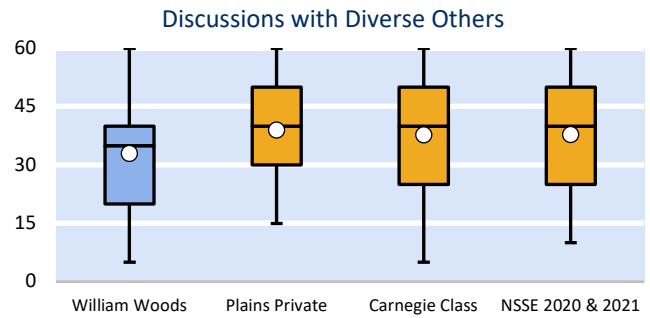 Discussions with Diverse Others
60
45
30
15
0
William Woods Plains Private Carnegie Class NSSE 2020 & 2021